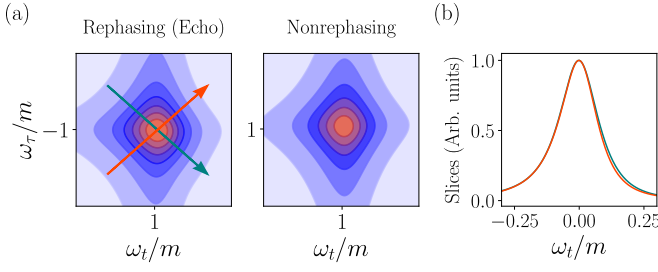 (a)
Rephasing (Echo)
Nonrephasing
(b)
ω_τ/m
−1
1
1
1
ω_t/m
ω_t/m
Slices (Arb. units)
1.0
0.5
0.0
−0.25
0.00
0.25
ω_t/m